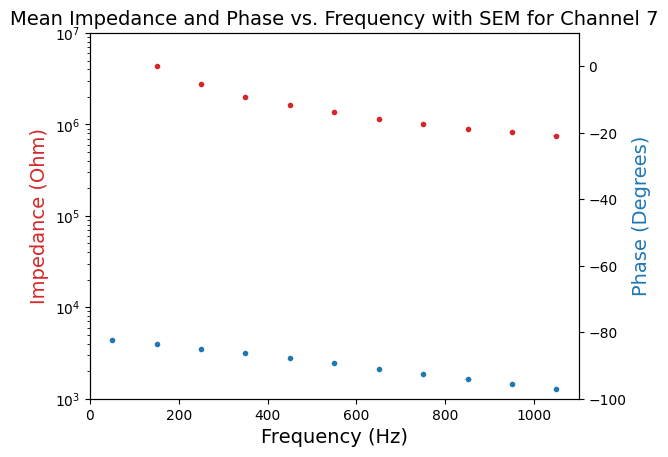 Mean Impedance and Phase vs. Frequency with SEM for Channel 7
10^7
10^6
10^5
10^4
10^3
Impedance (Ohm)
0
−20
−40
−60
−80
−100
Phase (Degrees)
0 200 400 600 800 1000
Frequency (Hz)